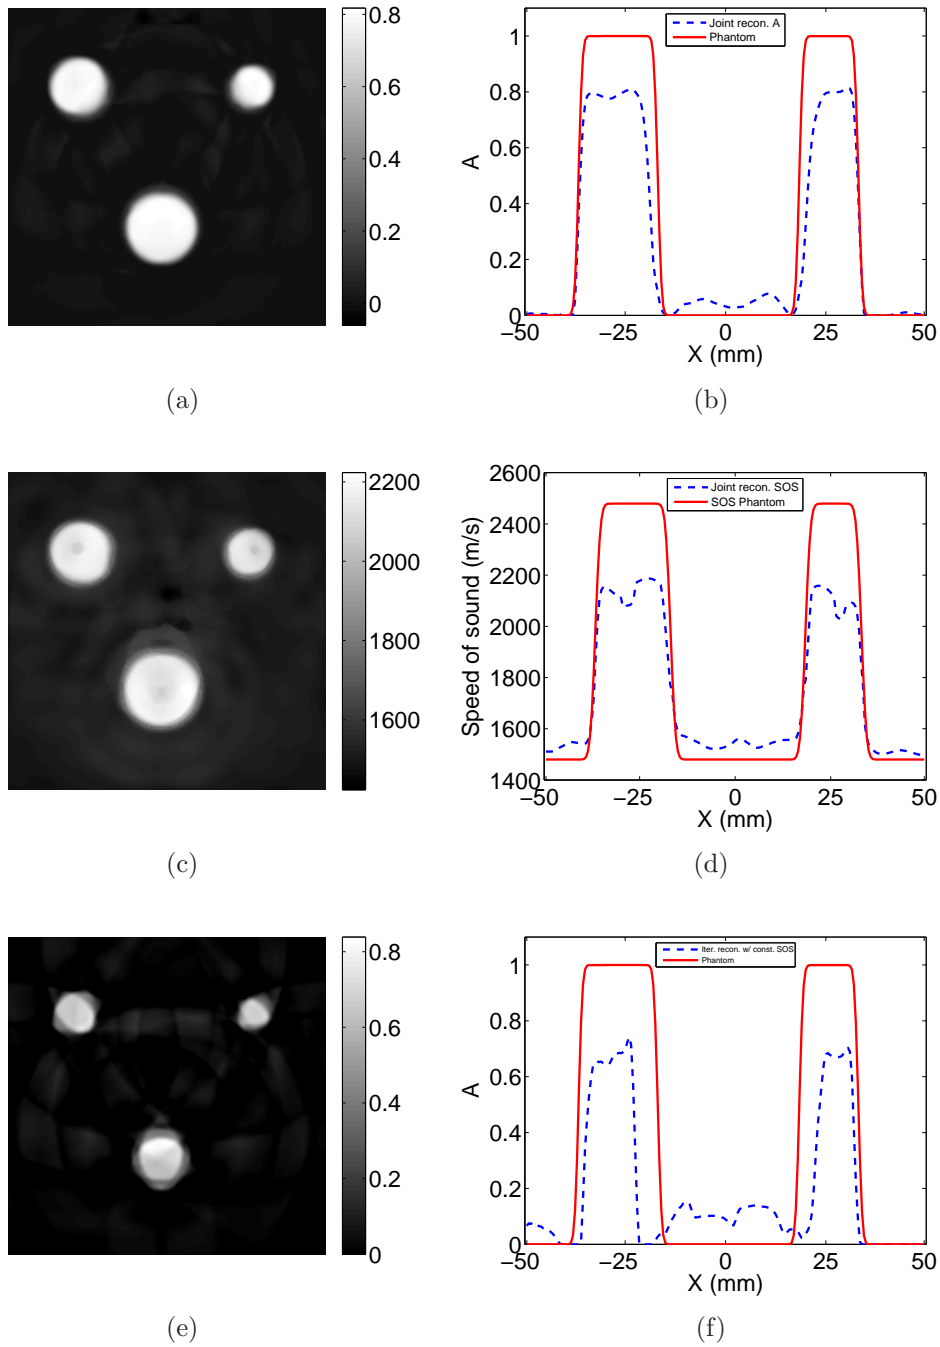 0.8
0.6
0.4
0.2
0
(a)
Joint recon. A
Phantom
1
0.8
0.6
0.4
0.2
0
A
−50 −25 0 25 50
X (mm)
(b)
2200
2000
1800
1600
(c)
Joint recon. SOS
SOS Phantom
2600
2400
2200
2000
1800
1600
1400
Speed of sound (m/s)
−50 −25 0 25 50
X (mm)
(d)
0.8
0.6
0.4
0.2
0
(e)
Iter. recon. w/ const. SOS
Phantom
1
0.8
0.6
0.4
0.2
0
A
−50 −25 0 25 50
X (mm)
(f)